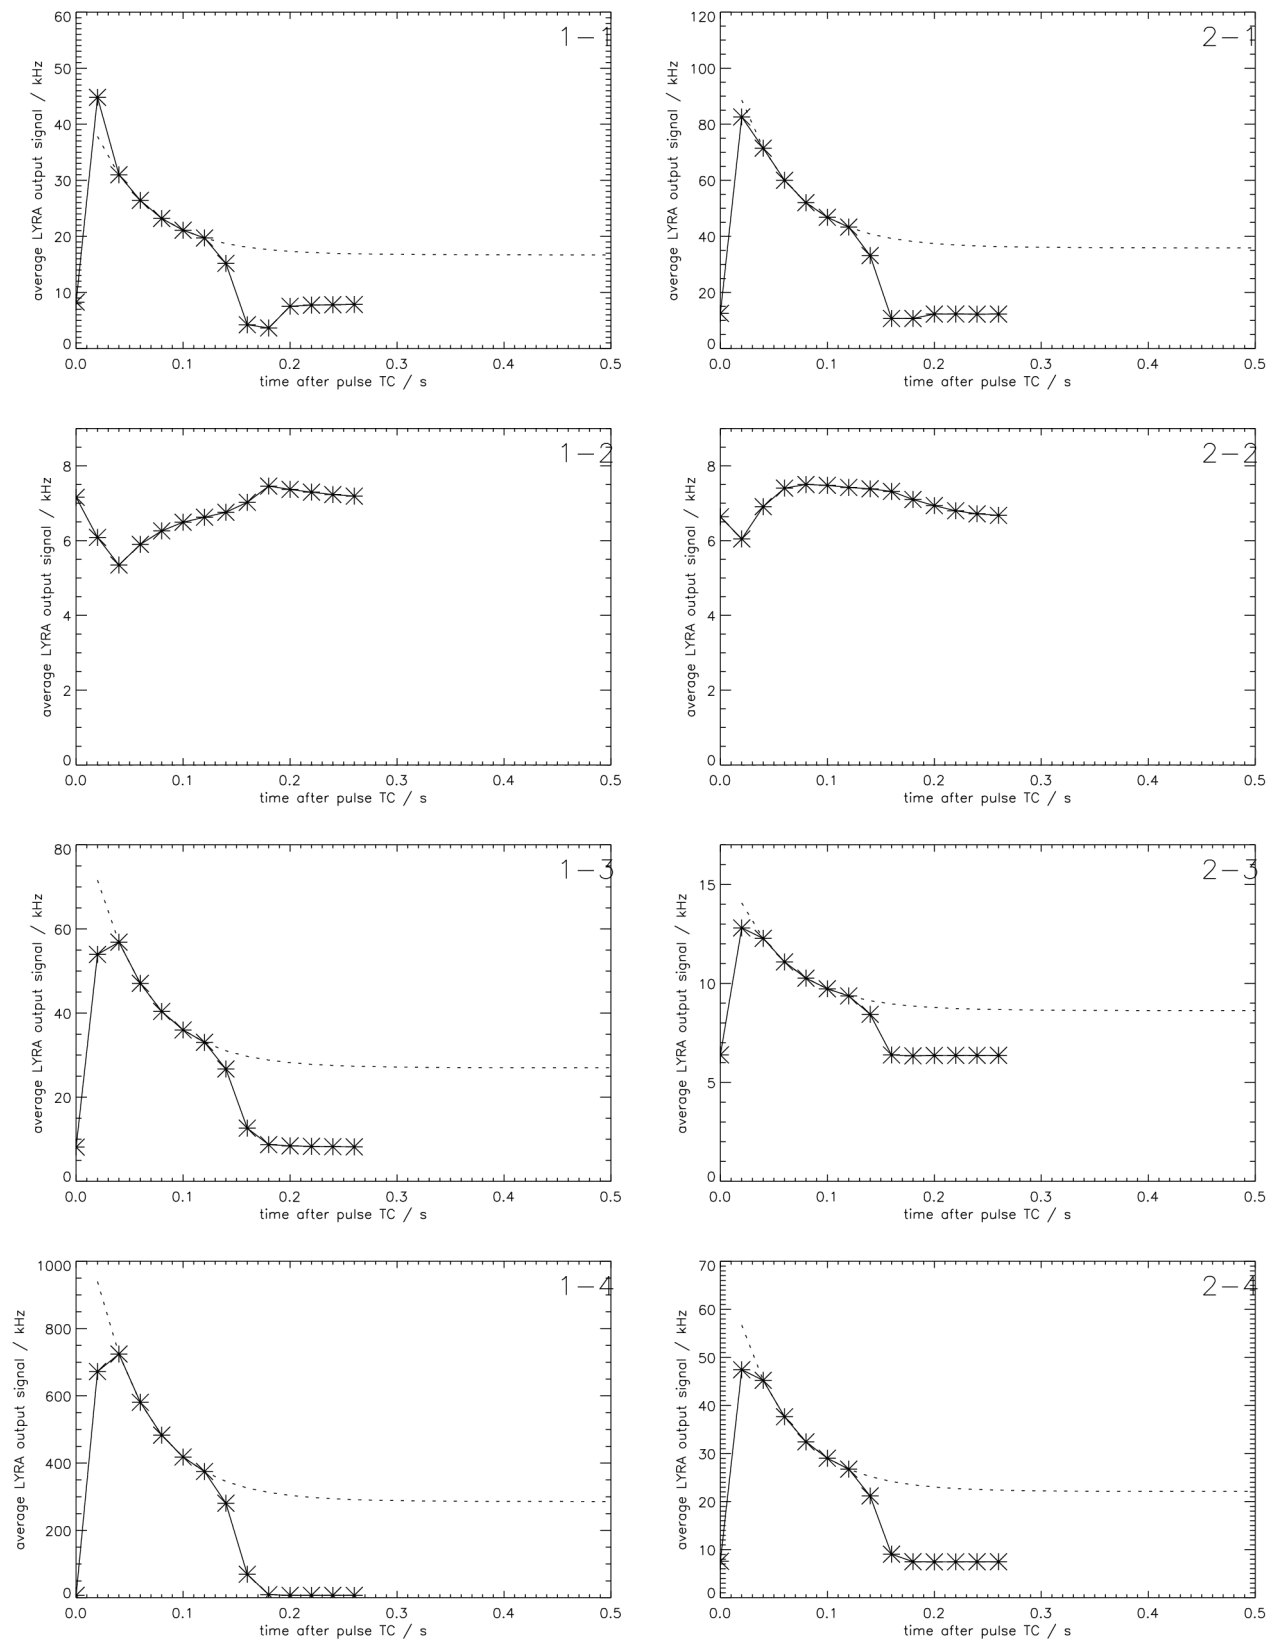 1-1
60
50
40
30
20
10
0
average LYRA output signal / kHz
0.0 0.1 0.2 0.3 0.4 0.5
time after pulse TC / s
2-1
120
100
80
60
40
20
0
average LYRA output signal / kHz
0.0 0.1 0.2 0.3 0.4 0.5
time after pulse TC / s
1-2
8
6
4
2
0
average LYRA output signal / kHz
0.0 0.1 0.2 0.3 0.4 0.5
time after pulse TC / s
2-2
8
6
4
2
0
average LYRA output signal / kHz
0.0 0.1 0.2 0.3 0.4 0.5
time after pulse TC / s
1-3
80
60
40
20
0
average LYRA output signal / kHz
0.0 0.1 0.2 0.3 0.4 0.5
time after pulse TC / s
2-3
15
10
5
0
average LYRA output signal / kHz
0.0 0.1 0.2 0.3 0.4 0.5
time after pulse TC / s
1-4
1000
800
600
400
200
0
average LYRA output signal / kHz
0.0 0.1 0.2 0.3 0.4 0.5
time after pulse TC / s
2-4
70
60
50
40
30
20
10
0
average LYRA output signal / kHz
0.0 0.1 0.2 0.3 0.4 0.5
time after pulse TC / s